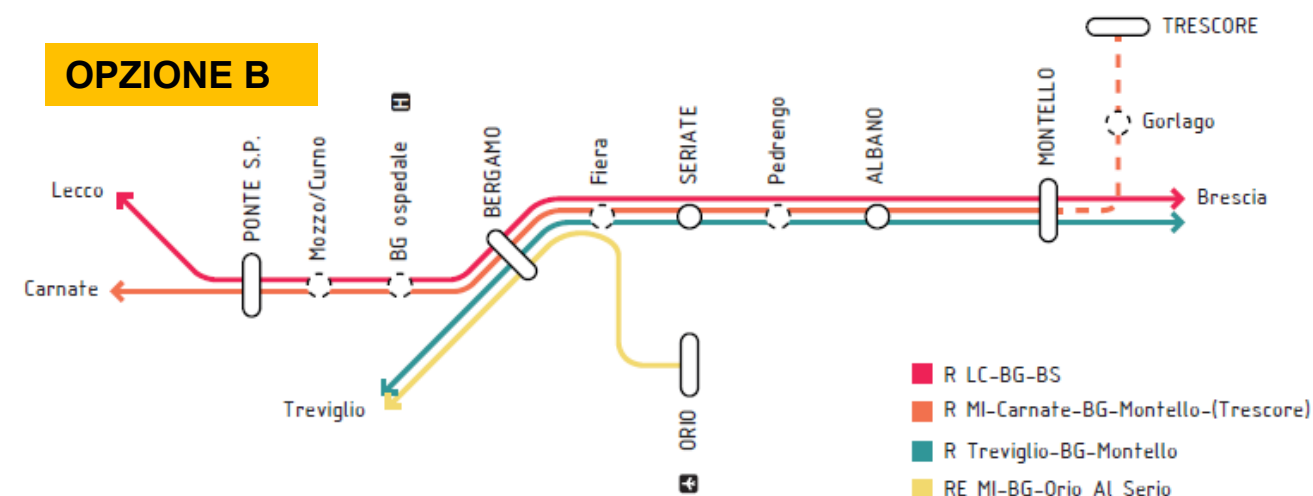 OPZIONE B
TRESCORE
Gorlago
H
PONTE S.P.
Mozzo/Curno
BG ospedale
BERGAMO
Fiera
SERIATE
Pedrengo
ALBANO
MONTELLO
Lecco
Brescia
Carnate
Treviglio
ORIO
R LC-BG-BS
R MI-Carnate-BG-Montello-(Trescore)
R Treviglio-BG-Montello
RE MI-BG-Orio Al Serio